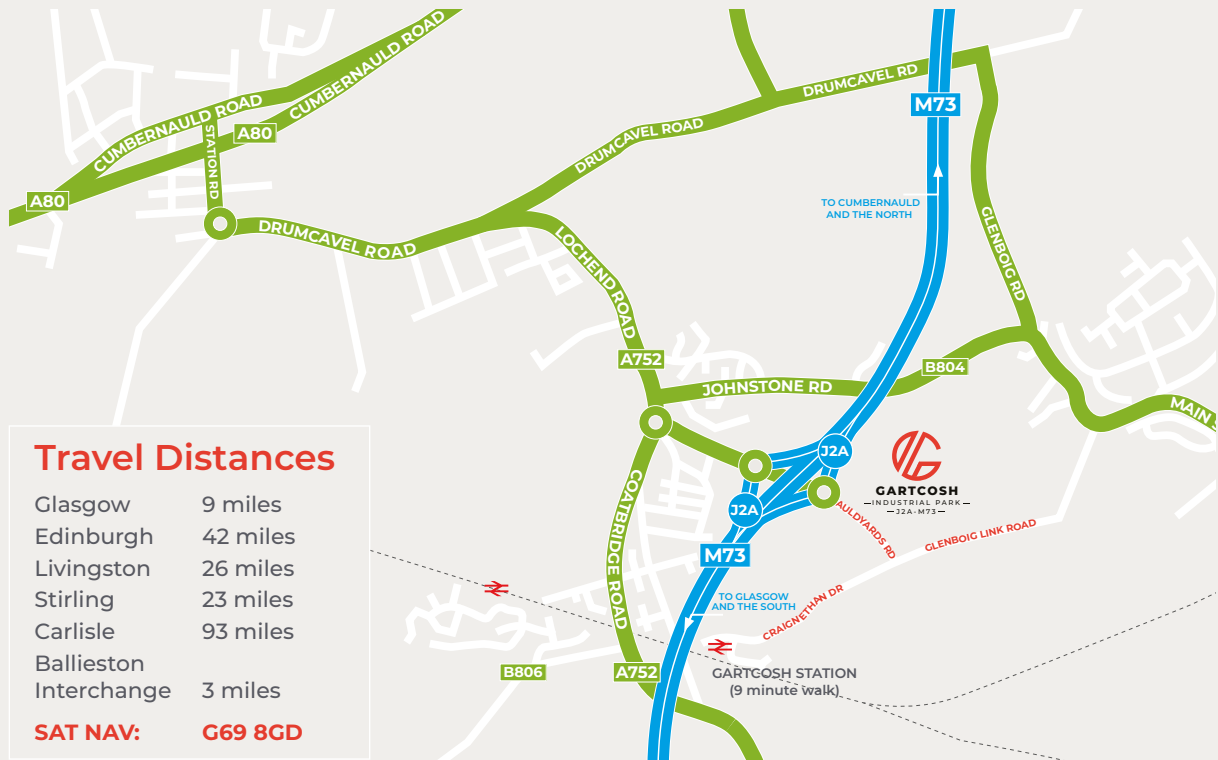 CUMBERNAULD ROAD
CUMBERNAULD ROAD
A80
STATION RD
A80
DRUMCAVEL ROAD
DRUMCAVEL ROAD
DRUMCAVEL RD
M73
TO CUMBERNAULD
AND THE NORTH
GLENBOIG RD
LOCHEND ROAD
A752
JOHNSTONE RD
B804
MAIN S
J2A
J2A
GARTCOSH
INDUSTRIAL PARK
J2A-M73
AULDYARDS RD
GLENBOIG LINK ROAD
CRAIGNETHAN DR
COATBRIDGE ROAD
M73
TO GLASGOW
AND THE SOUTH
B806
A752
GARTCOSH STATION
(9 minute walk)
Travel Distances
Glasgow 9 miles
Edinburgh 42 miles
Livingston 26 miles
Stirling 23 miles
Carlisle 93 miles
Ballieston
Interchange 3 miles
SAT NAV: G69 8GD